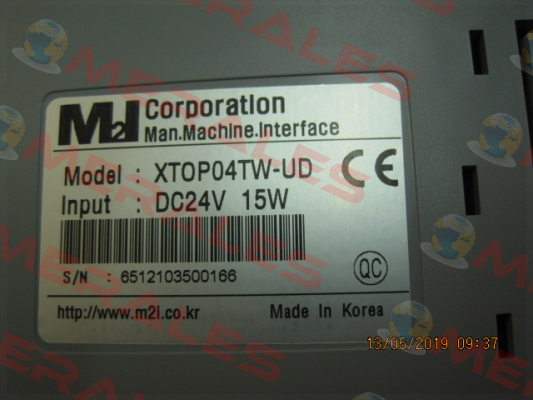 M2I Corporation
Man.Machine.Interface
Model : XTOP04TW-UD CE
Input : DC24V 15W
S/N : 6512103500166
QC
http://www.m2i.co.kr Made In Korea
13/05/2019 09:37
MERALES